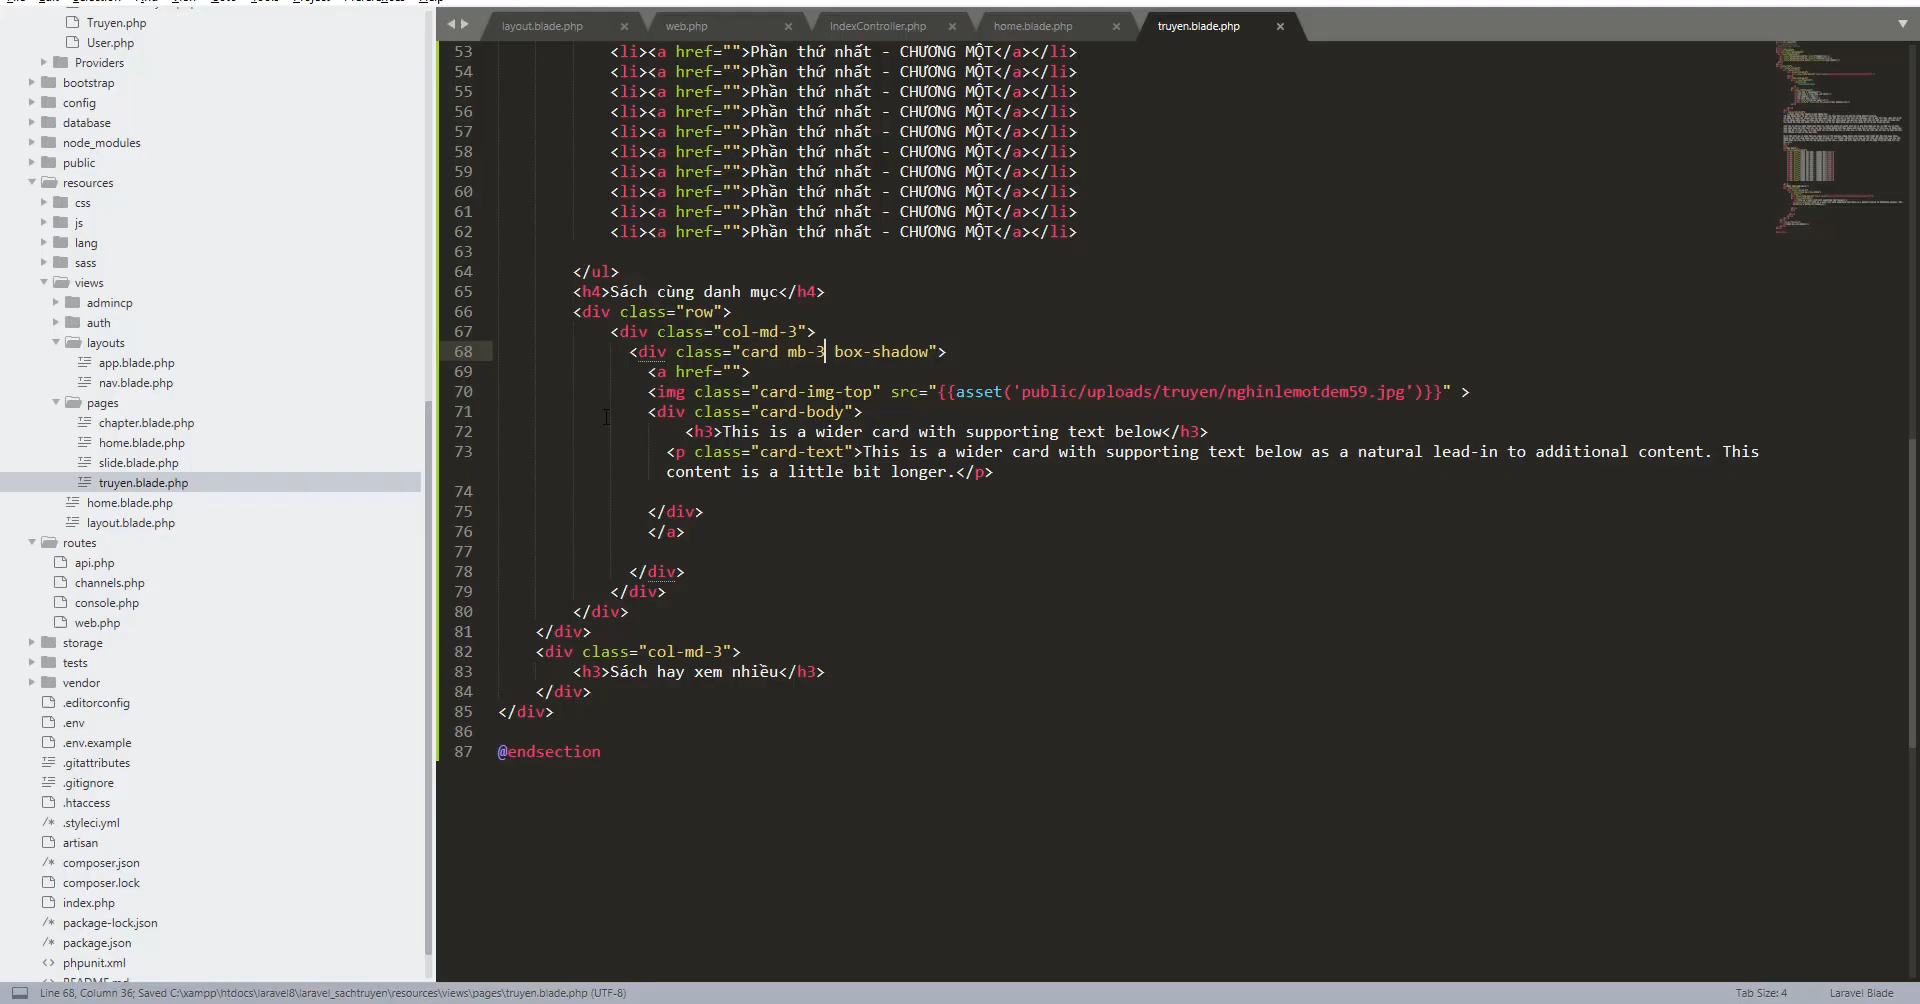 Truyen.php
User.php
Providers
bootstrap
config
database
node_modules
public
resources
css
js
lang
sass
views
admincp
auth
layouts
app.blade.php
nav.blade.php
pages
chapter.blade.php
home.blade.php
slide.blade.php
truyen.blade.php
home.blade.php
layout.blade.php
routes
api.php
channels.php
console.php
web.php
storage
tests
vendor
.editorconfig
.env
.env.example
.gitattributes
.gitignore
.htaccess
/* .styleci.yml
artisan
/* composer.json
composer.lock
index.php
/* package-lock.json
/* package.json
<> phpunit.xml
layout.blade.php ×
web.php ×
IndexController.php ×
home.blade.php ×
truyen.blade.php ×
53 <li><a href="">Phần thứ nhất - CHƯƠNG MỘT</a></li>
54 <li><a href="">Phần thứ nhất - CHƯƠNG MỘT</a></li>
55 <li><a href="">Phần thứ nhất - CHƯƠNG MỘT</a></li>
56 <li><a href="">Phần thứ nhất - CHƯƠNG MỘT</a></li>
57 <li><a href="">Phần thứ nhất - CHƯƠNG MỘT</a></li>
58 <li><a href="">Phần thứ nhất - CHƯƠNG MỘT</a></li>
59 <li><a href="">Phần thứ nhất - CHƯƠNG MỘT</a></li>
60 <li><a href="">Phần thứ nhất - CHƯƠNG MỘT</a></li>
61 <li><a href="">Phần thứ nhất - CHƯƠNG MỘT</a></li>
62 <li><a href="">Phần thứ nhất - CHƯƠNG MỘT</a></li>
63
64 </ul>
65 <h4>Sách cùng danh mục</h4>
66 <div class="row">
67 <div class="col-md-3">
68 <div class="card mb-3 box-shadow">
69 <a href="">
70 <img class="card-img-top" src="{{asset('public/uploads/truyen/nghinlemotdem59.jpg')}}" >
71 <div class="card-body">
72 <h3>This is a wider card with supporting text below</h3>
73 <p class="card-text">This is a wider card with supporting text below as a natural lead-in to additional content. This
content is a little bit longer.</p>
74
75 </div>
76 </a>
77
78 </div>
79 </div>
80 </div>
81 </div>
82 <div class="col-md-3">
83 <h3>Sách hay xem nhiều</h3>
84 </div>
85 </div>
86
87 @endsection
Line 68, Column 36; Saved C:\xampp\htdocs\laravel8\laravel_sachtruyen\resources\views\pages\truyen.blade.php (UTF-8)
Tab Size: 4
Laravel Blade